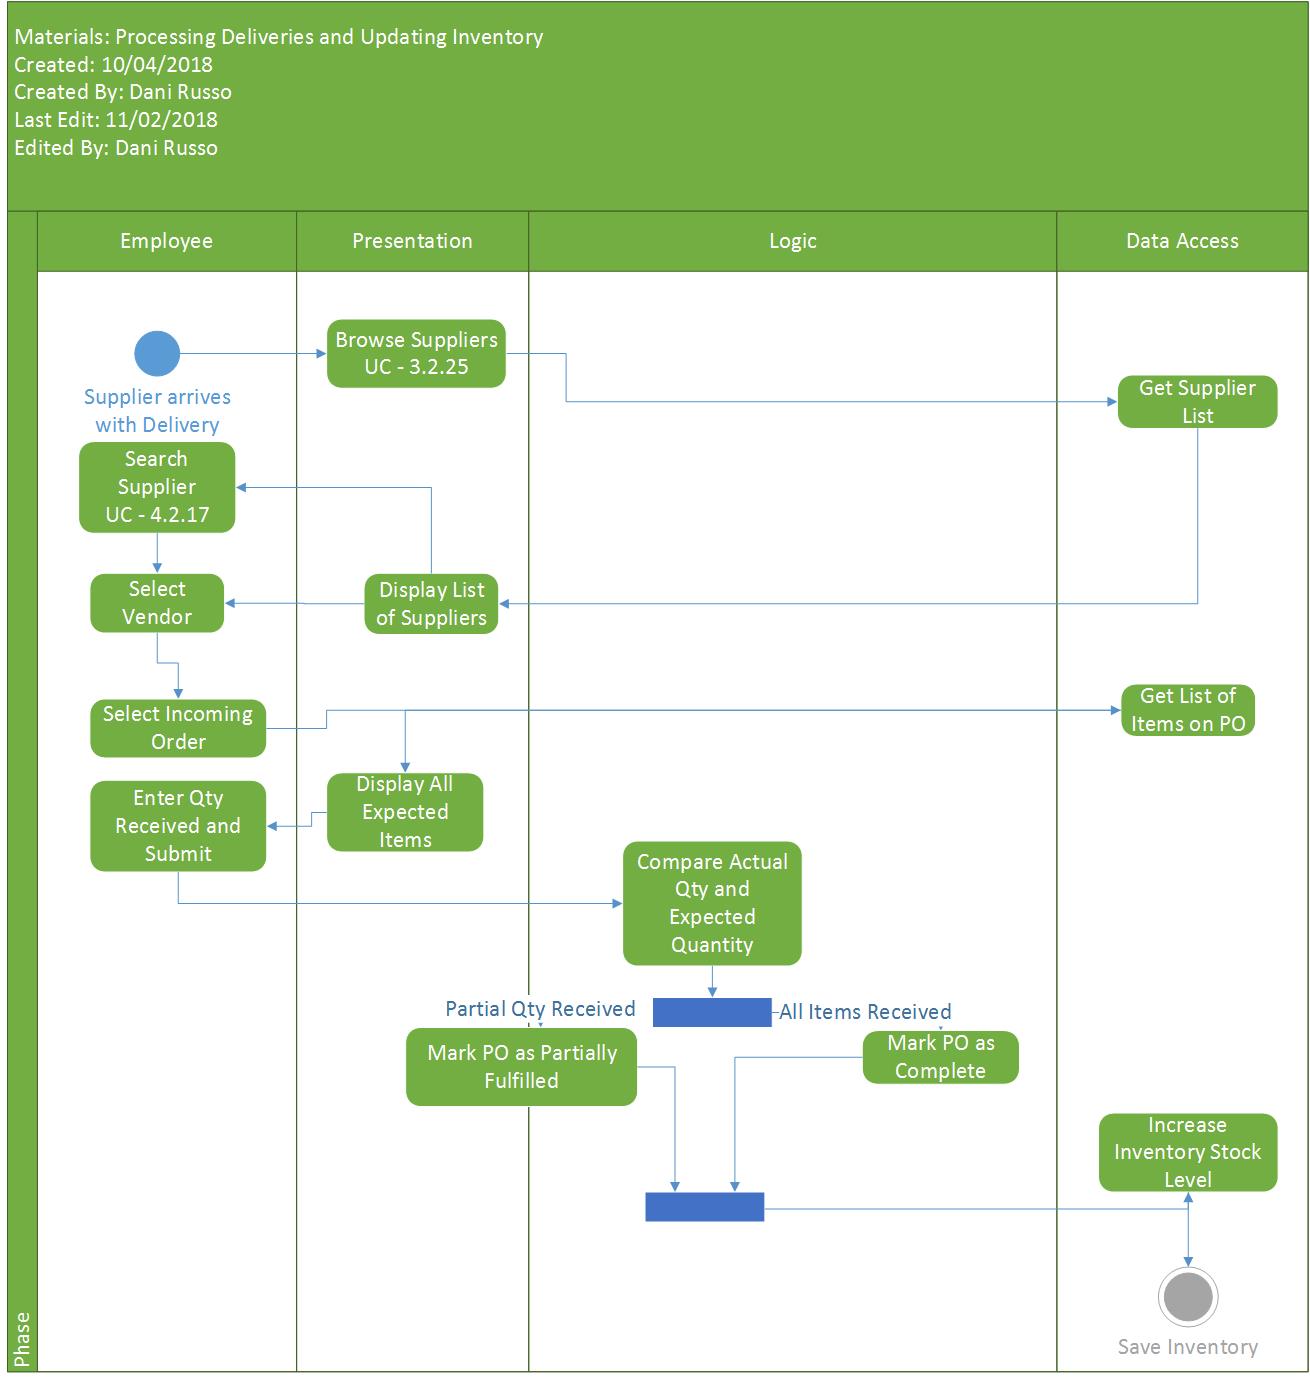 Materials: Processing Deliveries and Updating Inventory
Created: 10/04/2018
Created By: Dani Russo
Last Edit: 11/02/2018
Edited By: Dani Russo
Employee
Presentation
Logic
Data Access
Supplier arrives
with Delivery
Browse Suppliers
UC - 3.2.25
Get Supplier
List
Search
Supplier
UC - 4.2.17
Select
Vendor
Display List
of Suppliers
Select Incoming
Order
Get List of
Items on PO
Display All
Expected
Items
Enter Qty
Received and
Submit
Compare Actual
Qty and
Expected
Quantity
Partial Qty Received
All Items Received
Mark PO as Partially
Fulfilled
Mark PO as
Complete
Increase
Inventory Stock
Level
Save Inventory
Phase